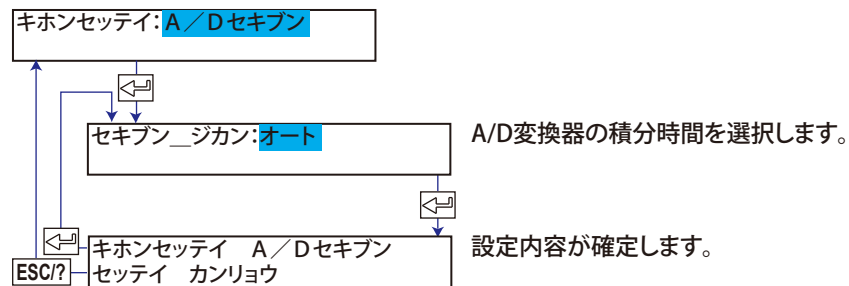 キホンセッテイ：A／Dセキブン
セキブン＿ジカン：オート
A/D変換器の積分時間を選択します。
キホンセッテイ　A／Dセキブン
セッテイ　カンリョウ
設定内容が確定します。
ESC/?